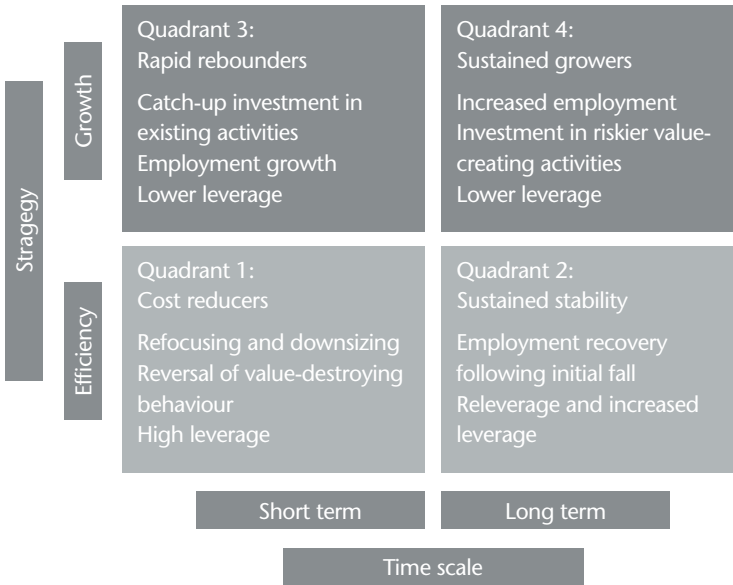 Stragegy
Growth
Quadrant 3:
Rapid rebounders
Catch-up investment in
existing activities
Employment growth
Lower leverage
Quadrant 4:
Sustained growers
Increased employment
Investment in riskier value-
creating activities
Lower leverage
Efficiency
Quadrant 1:
Cost reducers
Refocusing and downsizing
Reversal of value-destroying
behaviour
High leverage
Quadrant 2:
Sustained stability
Employment recovery
following initial fall
Releverage and increased
leverage
Short term
Long term
Time scale